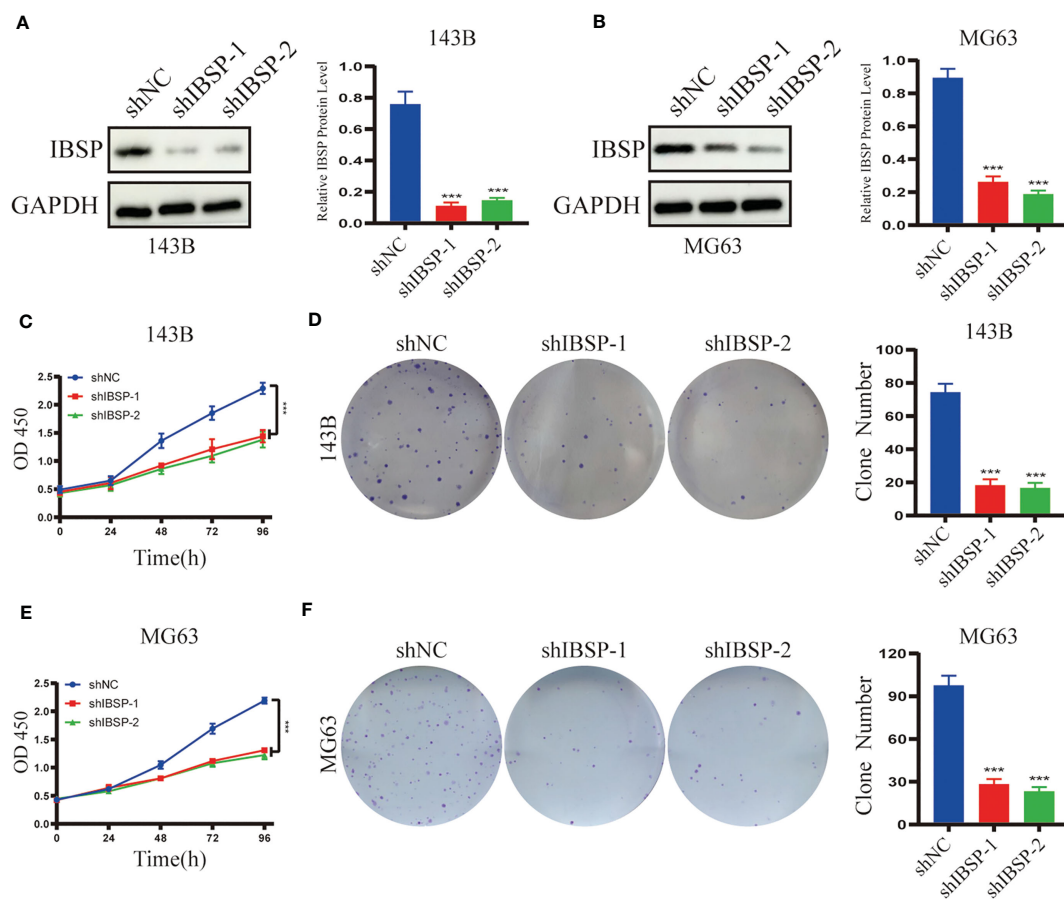 A
shNC
shIBSP-1
shIBSP-2
IBSP
GAPDH
143B
143B
Relative IBSP Protein Level
1.0
0.8
0.6
0.4
0.2
0.0
***
***
shNC
shIBSP-1
shIBSP-2
B
shNC
shIBSP-1
shIBSP-2
IBSP
GAPDH
MG63
MG63
Relative IBSP Protein Level
1.0
0.8
0.6
0.4
0.2
0.0
***
***
shNC
shIBSP-1
shIBSP-2
C
143B
OD 450
2.5
2.0
1.5
1.0
0.5
0.0
shNC
shIBSP-1
shIBSP-2
***
0 24 48 72 96
Time(h)
D
shNC shIBSP-1 shIBSP-2
143B
143B
Clone Number
100
80
60
40
20
0
***
***
shNC
shIBSP-1
shIBSP-2
E
MG63
OD 450
2.5
2.0
1.5
1.0
0.5
0.0
shNC
shIBSP-1
shIBSP-2
***
0 24 48 72 96
Time(h)
F
shNC shIBSP-1 shIBSP-2
MG63
MG63
Clone Number
120
90
60
30
0
***
***
shNC
shIBSP-1
shIBSP-2